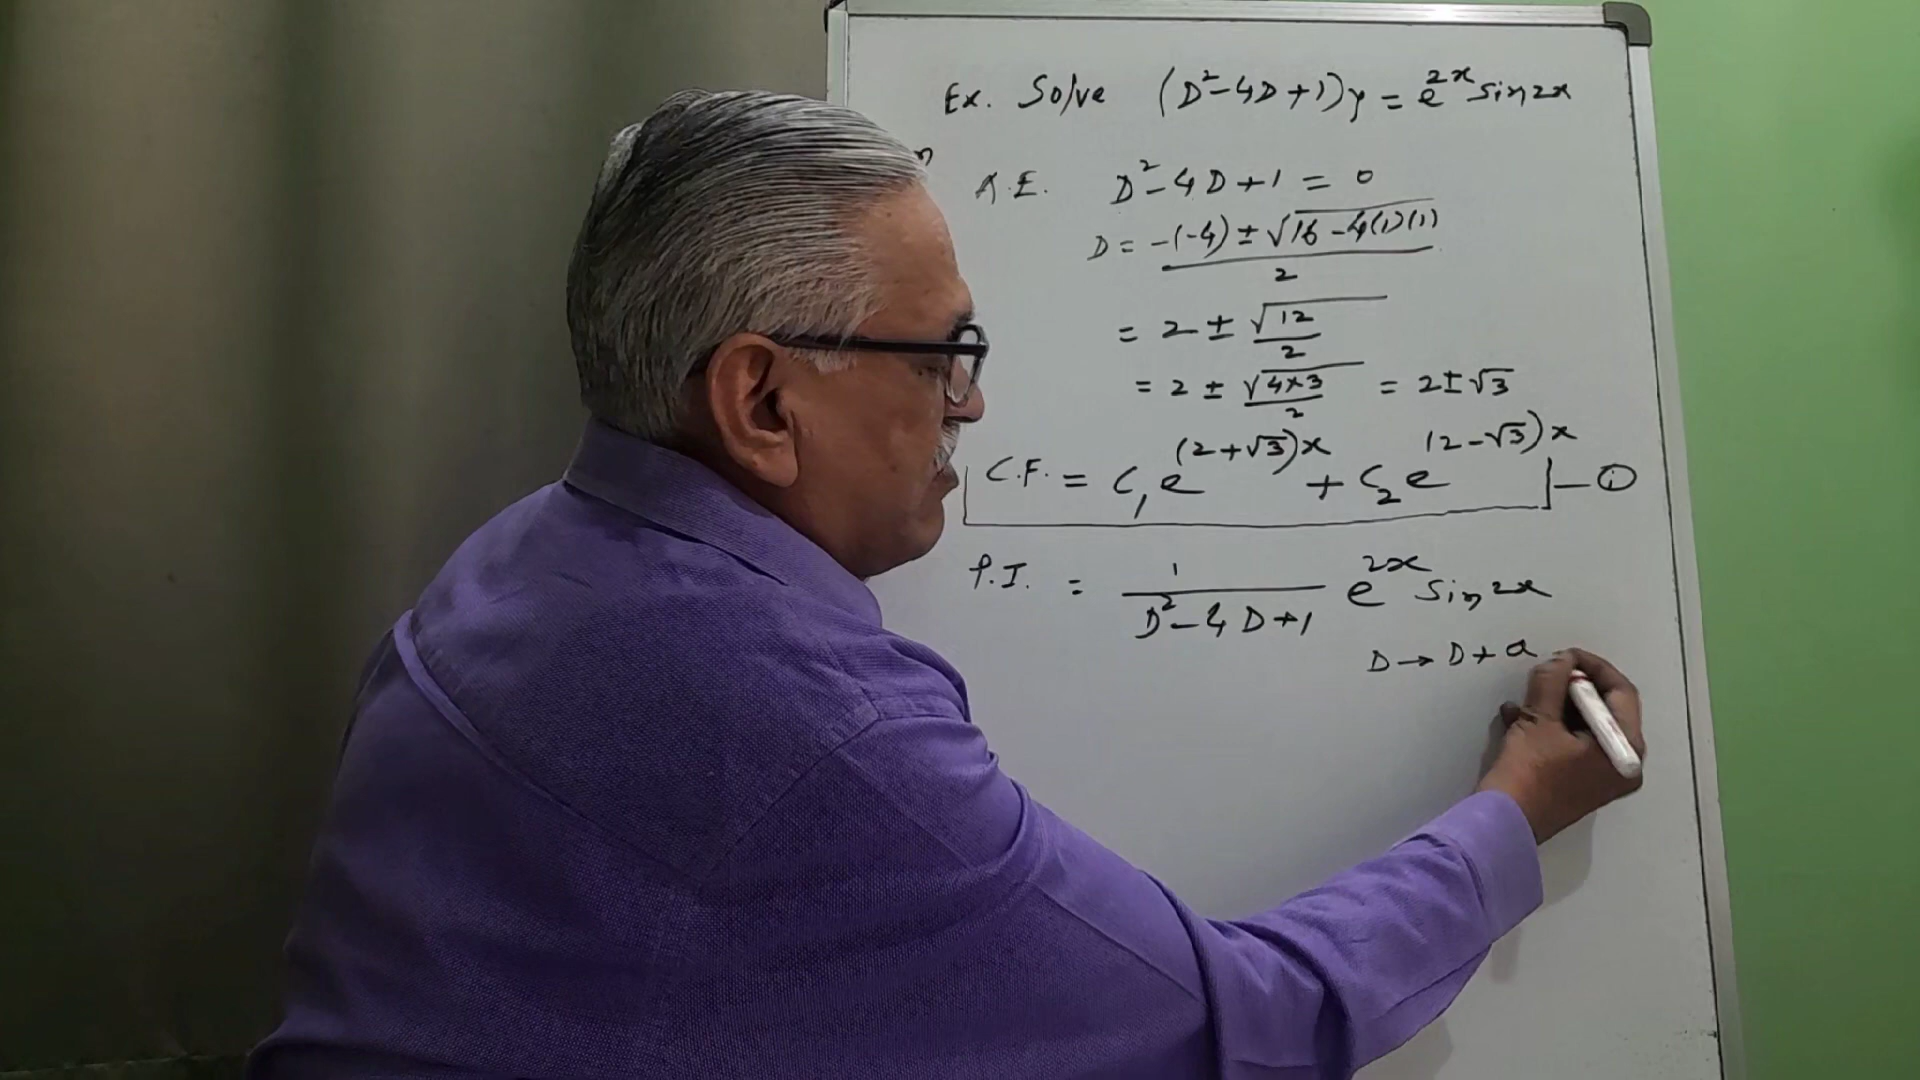 Ex. Solve (D²-4D+1)y = e^2x sin2x
n
A.E. D²-4D+1 = 0
D = -(-4) ± √16-4(1)(1) / 2
= 2 ± √12 / 2
= 2 ± √4×3 / 2 = 2±√3
C.F. = C₁e^(2+√3)x + C₂e^(2-√3)x - ①
P.I. = 1 / D²-4D+1 e^2x sin2x
D → D+a